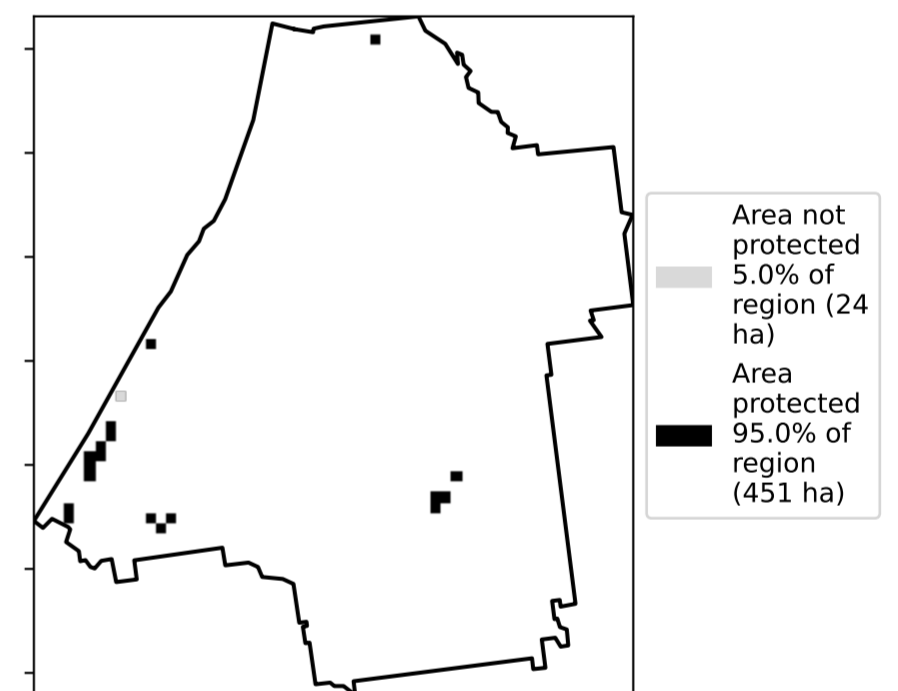 Area not
protected
5.0% of
region (24
ha)
Area
protected
95.0% of
region
(451 ha)